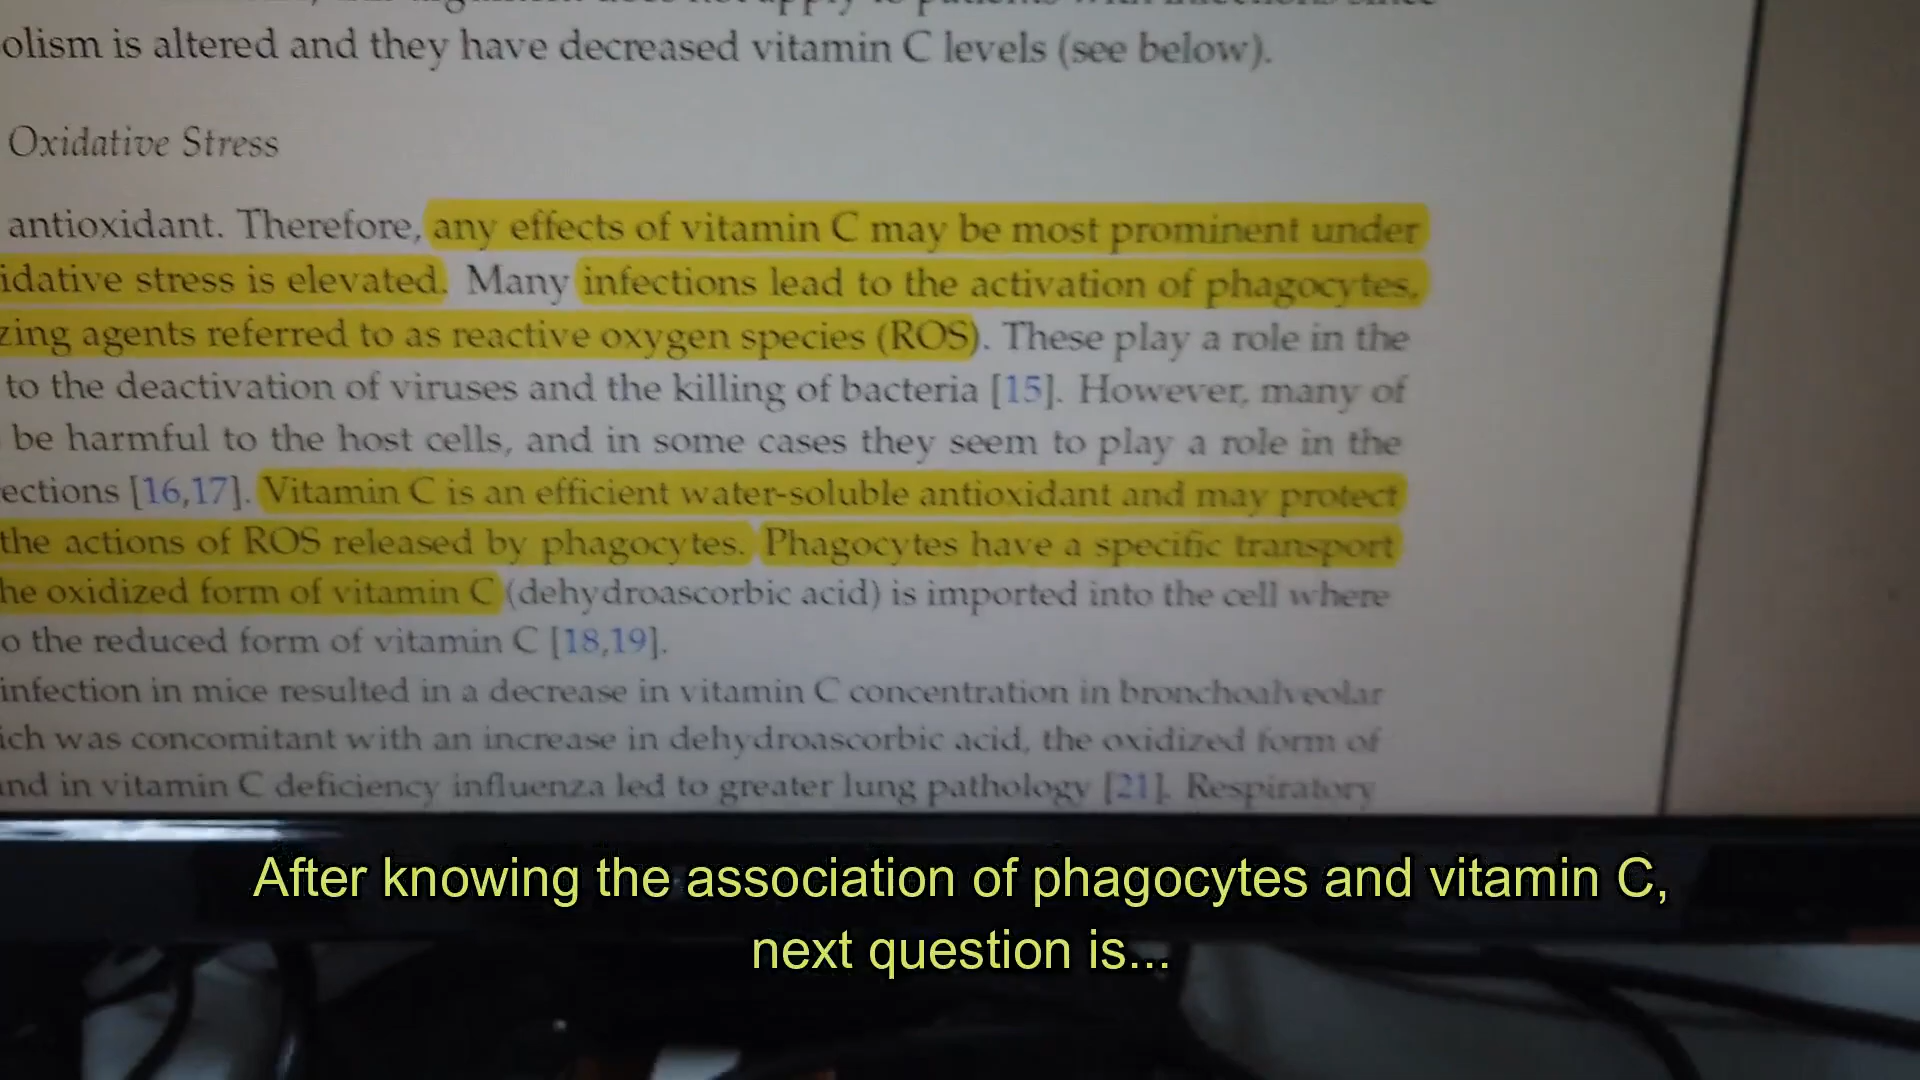 olism is altered and they have decreased vitamin C levels (see below).
Oxidative Stress
antioxidant. Therefore, any effects of vitamin C may be most prominent under
idative stress is elevated. Many infections lead to the activation of phagocytes,
zing agents referred to as reactive oxygen species (ROS). These play a role in the
to the deactivation of viruses and the killing of bacteria [15]. However, many of
be harmful to the host cells, and in some cases they seem to play a role in the
ections [16,17]. Vitamin C is an efficient water-soluble antioxidant and may protect
the actions of ROS released by phagocytes. Phagocytes have a specific transport
he oxidized form of vitamin C (dehydroascorbic acid) is imported into the cell where
o the reduced form of vitamin C [18,19].
infection in mice resulted in a decrease in vitamin C concentration in bronchoalveolar
ich was concomitant with an increase in dehydroascorbic acid, the oxidized form of
and in vitamin C deficiency influenza led to greater lung pathology [21]. Respiratory
After knowing the association of phagocytes and vitamin C,
next question is...